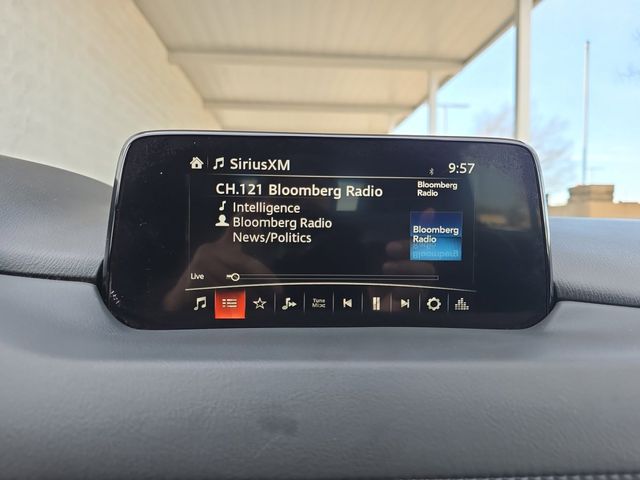 SiriusXM
9:57
CH.121 Bloomberg Radio
Bloomberg
Radio
Intelligence
Bloomberg Radio
News/Politics
Bloomberg
Radio
Live
Tune
Mix